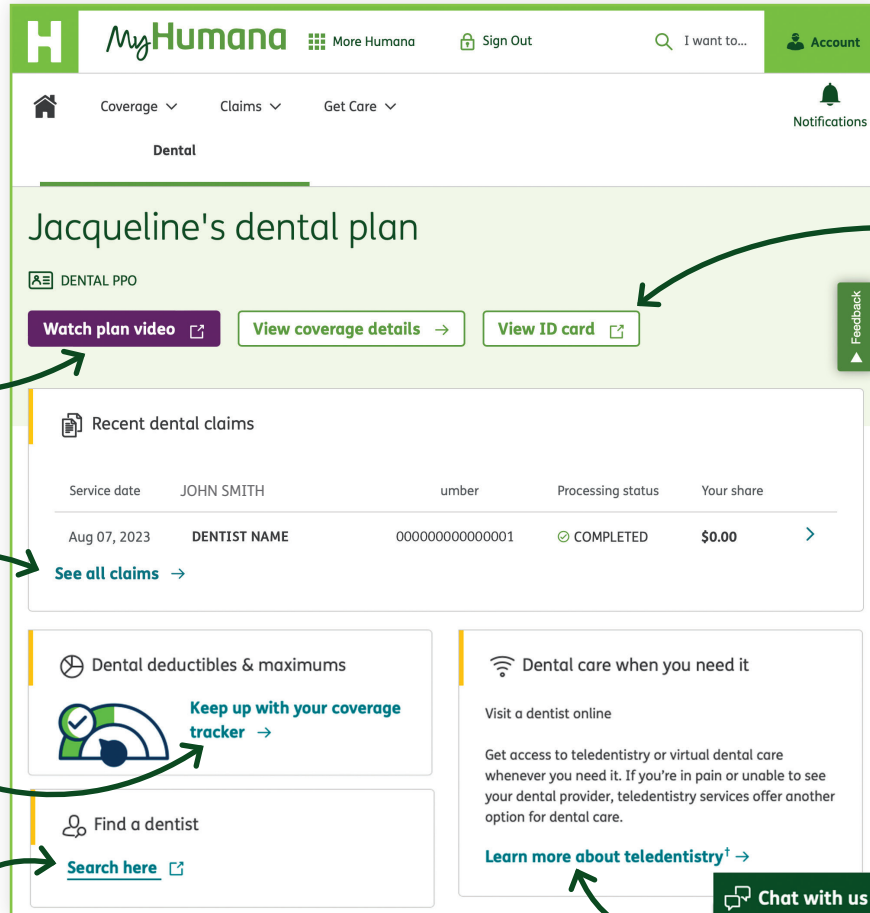 H MyHumana More Humana Sign Out I want to... Account
Coverage Claims Get Care Notifications
Dental
Jacqueline's dental plan
DENTAL PPO
Watch plan video View coverage details View ID card
Feedback
Recent dental claims
Service date JOHN SMITH umber Processing status Your share
Aug 07, 2023 DENTIST NAME 000000000000001 COMPLETED $0.00
See all claims
Dental deductibles & maximums
Keep up with your coverage
tracker
Find a dentist
Search here
Dental care when you need it
Visit a dentist online
Get access to teledentistry or virtual dental care
whenever you need it. If you're in pain or unable to see
your dental provider, teledentistry services offer another
option for dental care.
Learn more about teledentistry†
Chat with us